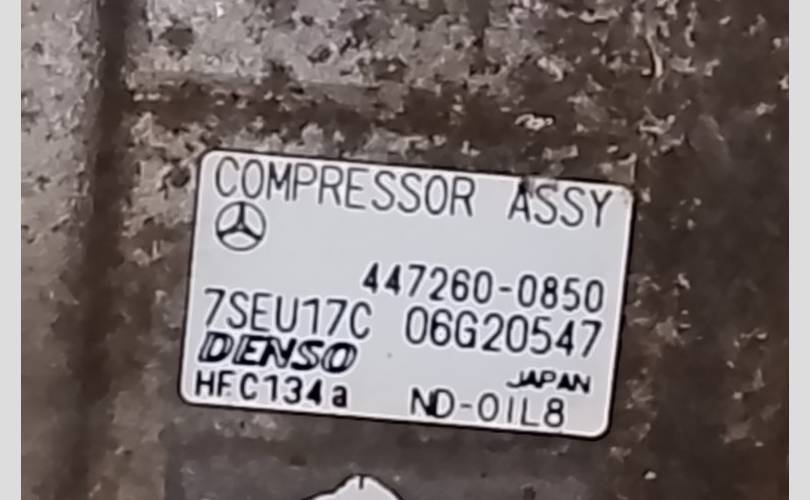 COMPRESSOR ASSY
447260-0850
7SEU17C 06G20547
DENSO
JAPAN
HFC134a ND-OIL8